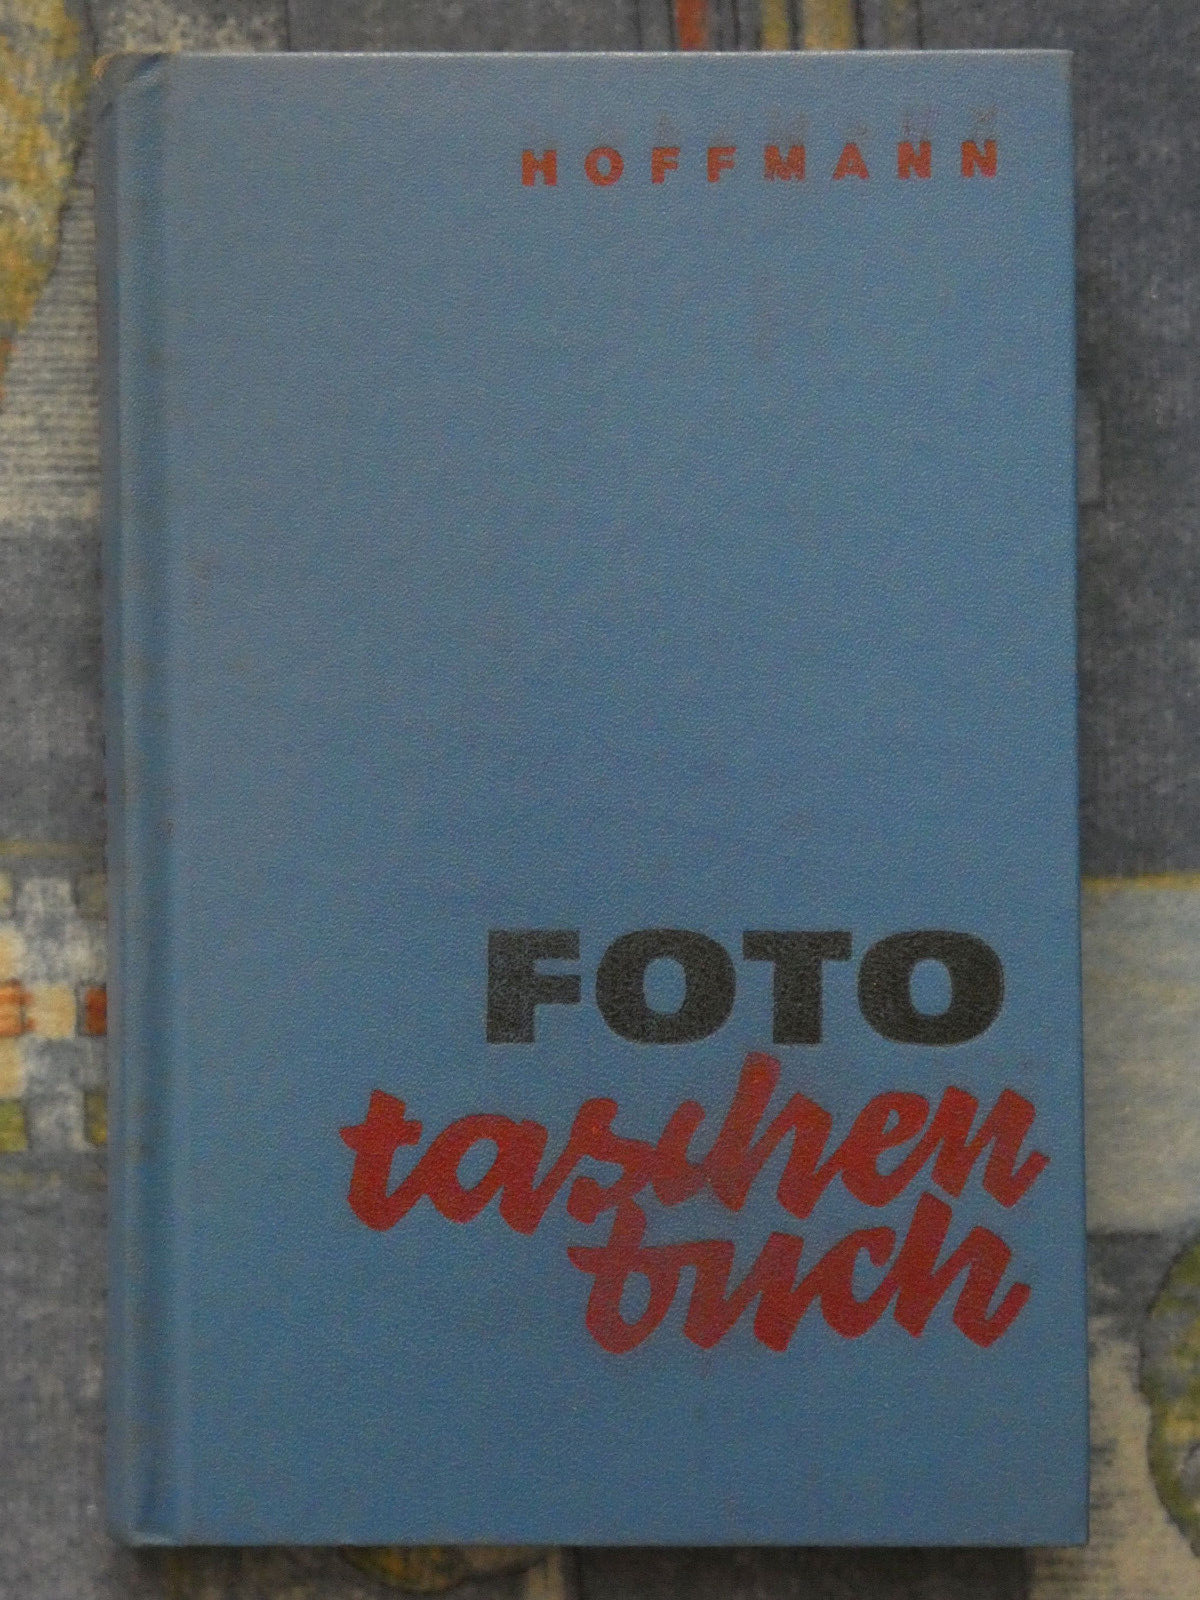 HOFFMANN
FOTO
taschen
buch